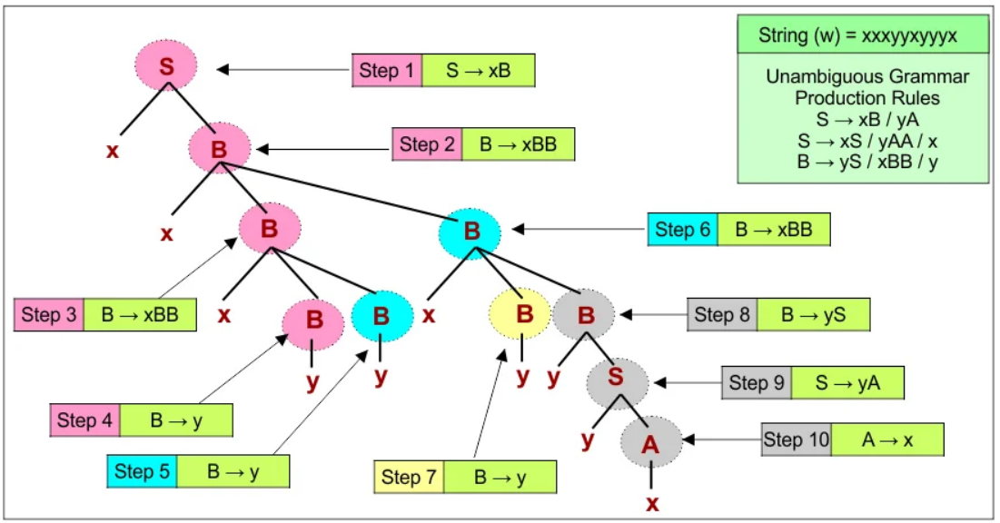 String (w) = xxxyyxyyyx
Unambiguous Grammar
Production Rules
S → xB / yA
S → xS / yAA / x
B → yS / xBB / y
S
Step 1 S → xB
x
B
Step 2 B → xBB
x
B
B
Step 6 B → xBB
Step 3 B → xBB
x
B
B
x
B
B
Step 8 B → yS
y
y
y
y
S
Step 9 S → yA
Step 4 B → y
y
A
Step 10 A → x
Step 5 B → y
Step 7 B → y
x